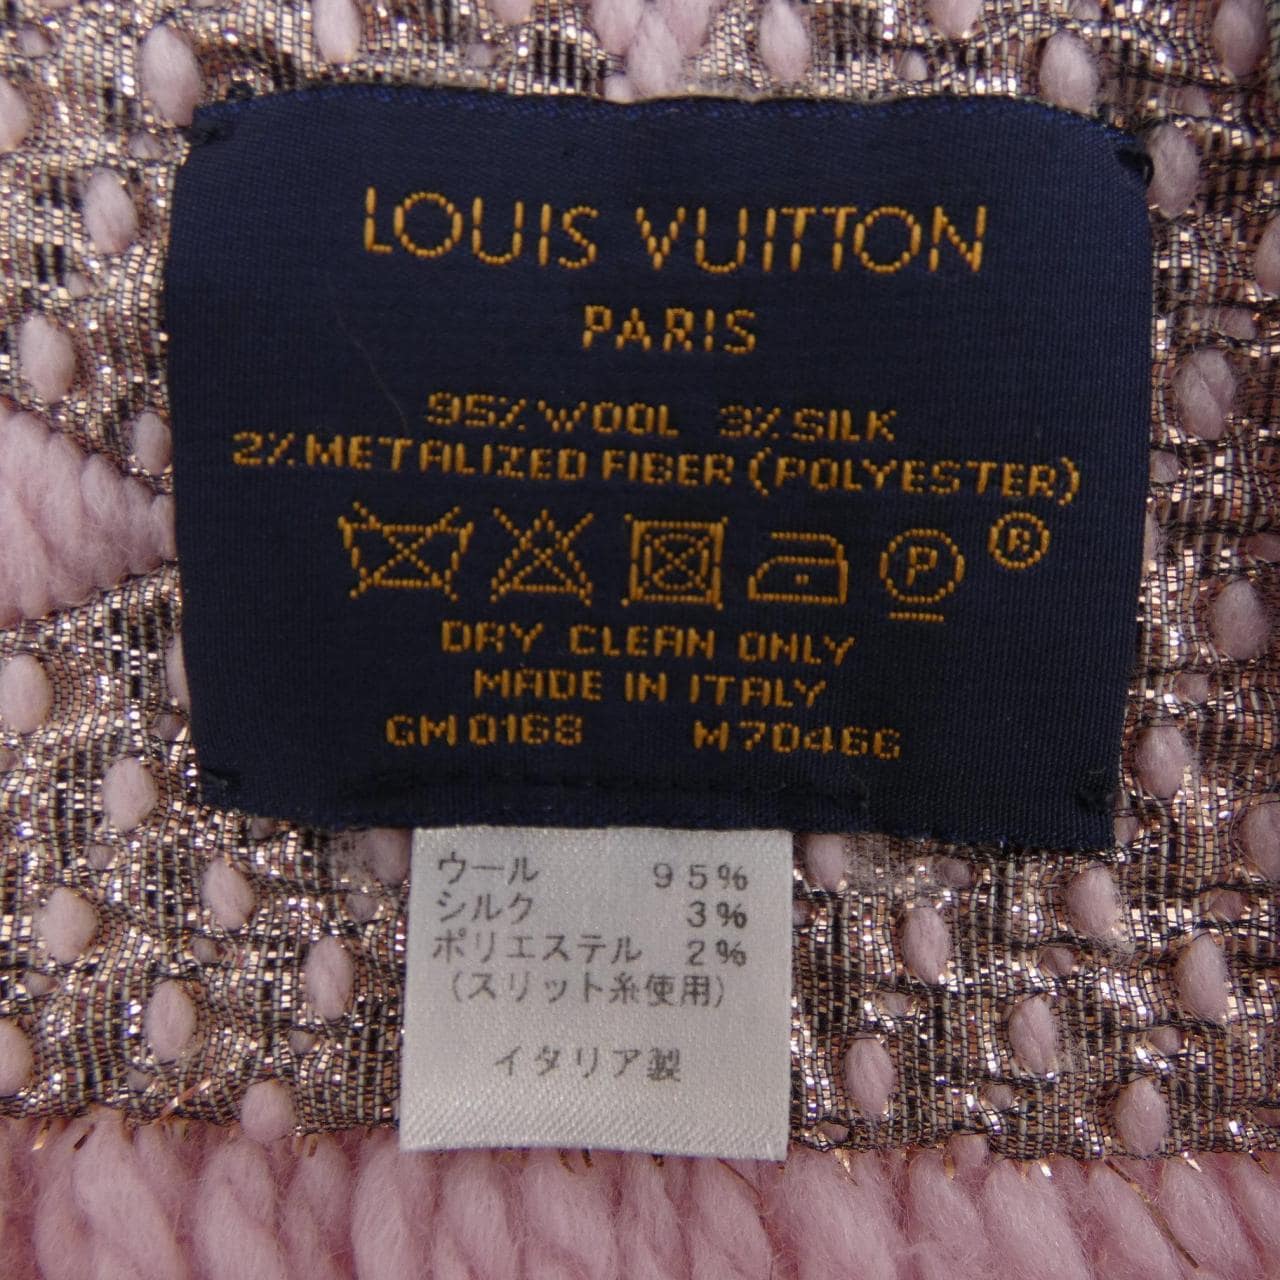 LOUIS VUITTON
PARIS
95% WOOL 3% SILK
2% METALIZED FIBER (POLYESTER)
P ®
DRY CLEAN ONLY
MADE IN ITALY
GM0168 M70466
ウール 95%
シルク 3%
ポリエステル 2%
(スリット糸使用)
イタリア製